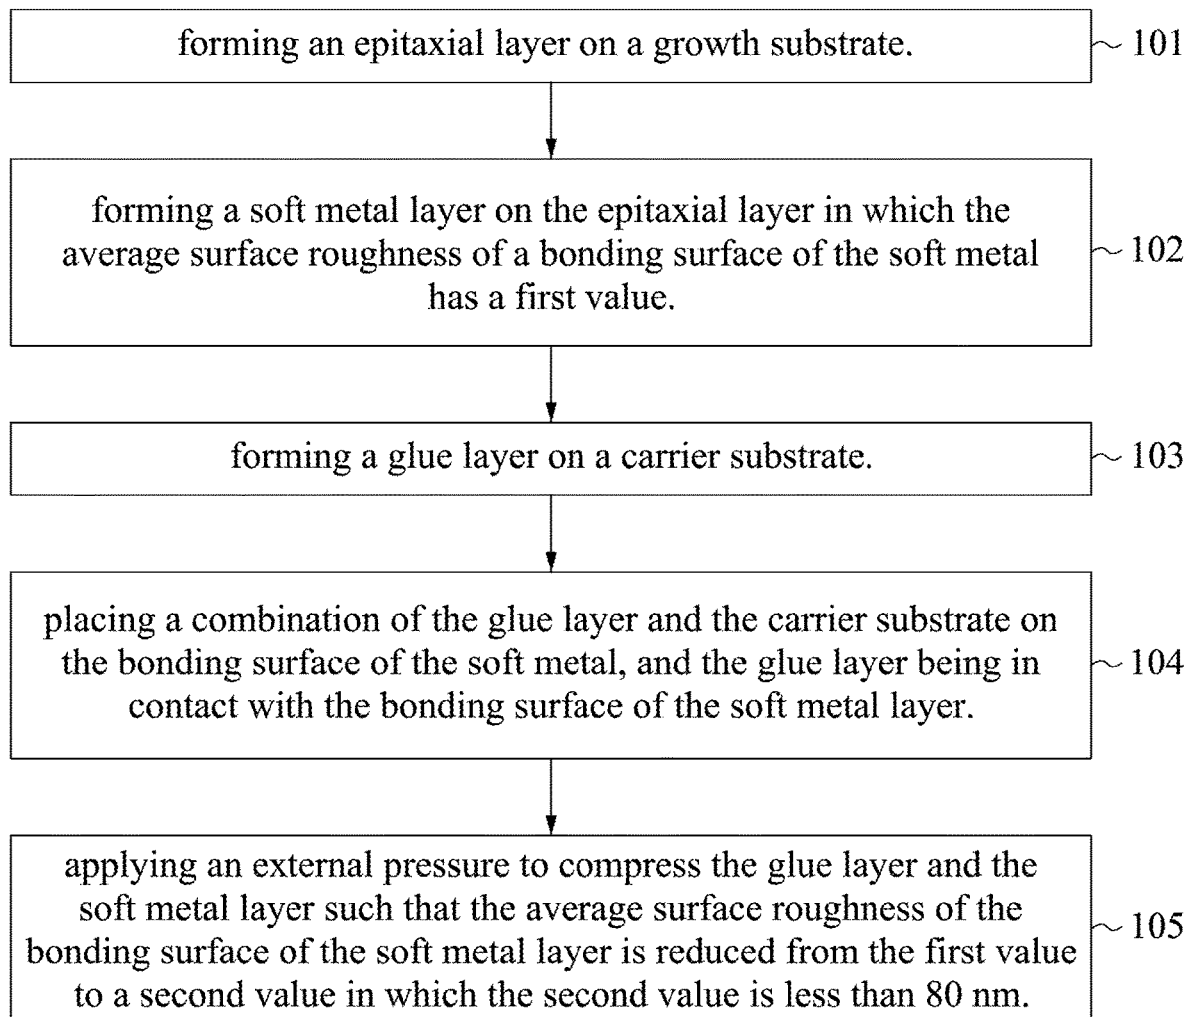 forming an epitaxial layer on a growth substrate.
101
forming a soft metal layer on the epitaxial layer in which the
average surface roughness of a bonding surface of the soft metal
has a first value.
102
forming a glue layer on a carrier substrate.
103
placing a combination of the glue layer and the carrier substrate on
the bonding surface of the soft metal, and the glue layer being in
contact with the bonding surface of the soft metal layer.
104
applying an external pressure to compress the glue layer and the
soft metal layer such that the average surface roughness of the
bonding surface of the soft metal layer is reduced from the first value
to a second value in which the second value is less than 80 nm.
105